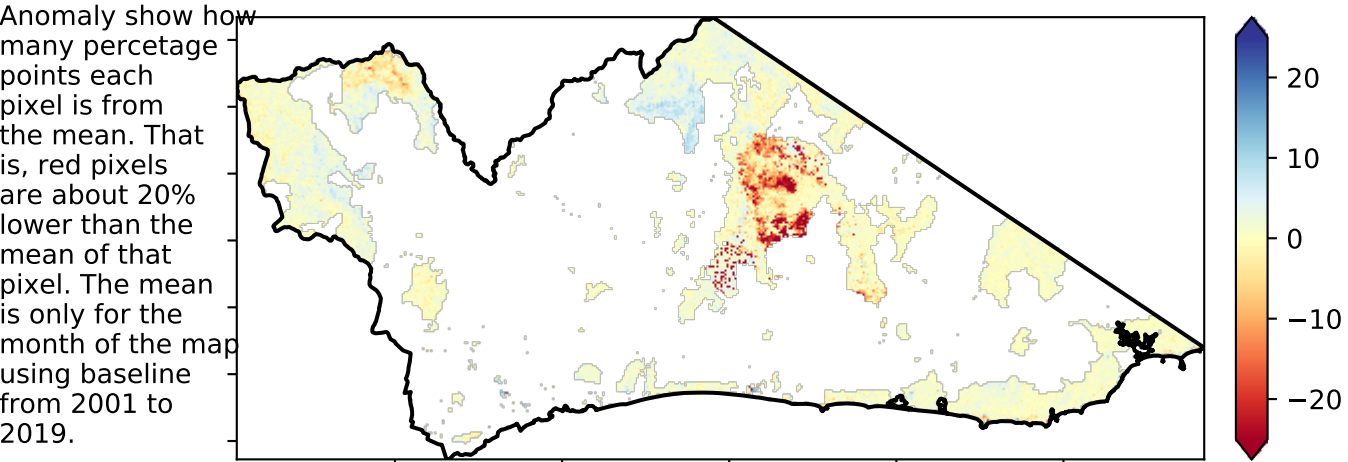 Anomaly show how
many percetage
points each
pixel is from
the mean. That
is, red pixels
are about 20%
lower than the
mean of that
pixel. The mean
is only for the
month of the map
using baseline
from 2001 to
2019.
20
10
0
−10
−20